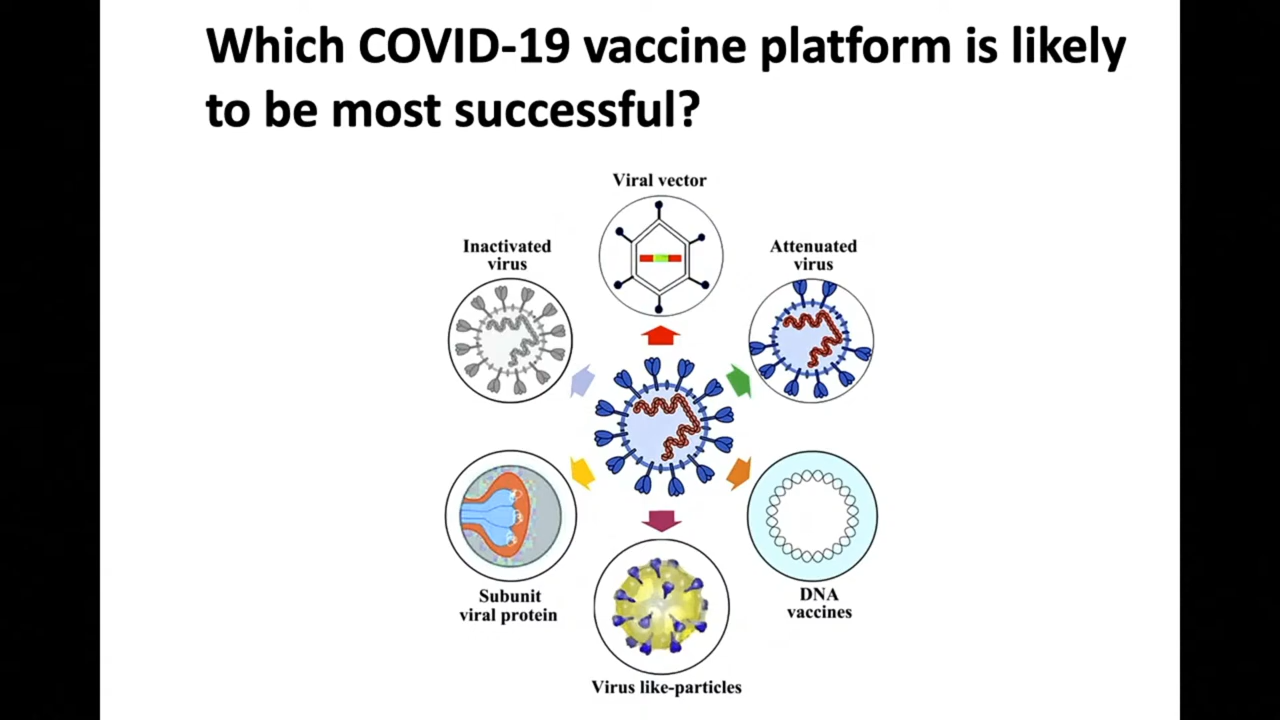 Which COVID-19 vaccine platform is likely
to be most successful?
Viral vector
Inactivated
virus
Attenuated
virus
Subunit
viral protein
DNA
vaccines
Virus like-particles